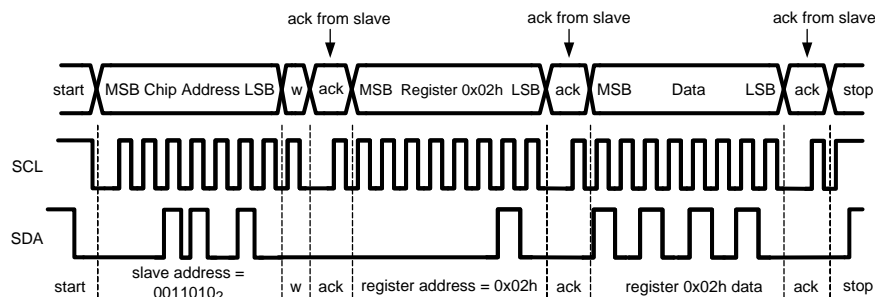 ack from slave ack from slave ack from slave
start MSB Chip Address LSB w ack MSB Register 0x02h LSB ack MSB Data LSB ack stop
SCL
SDA
slave address =
start w ack register address = 0x02h ack register 0x02h data ack stop
0011010₂